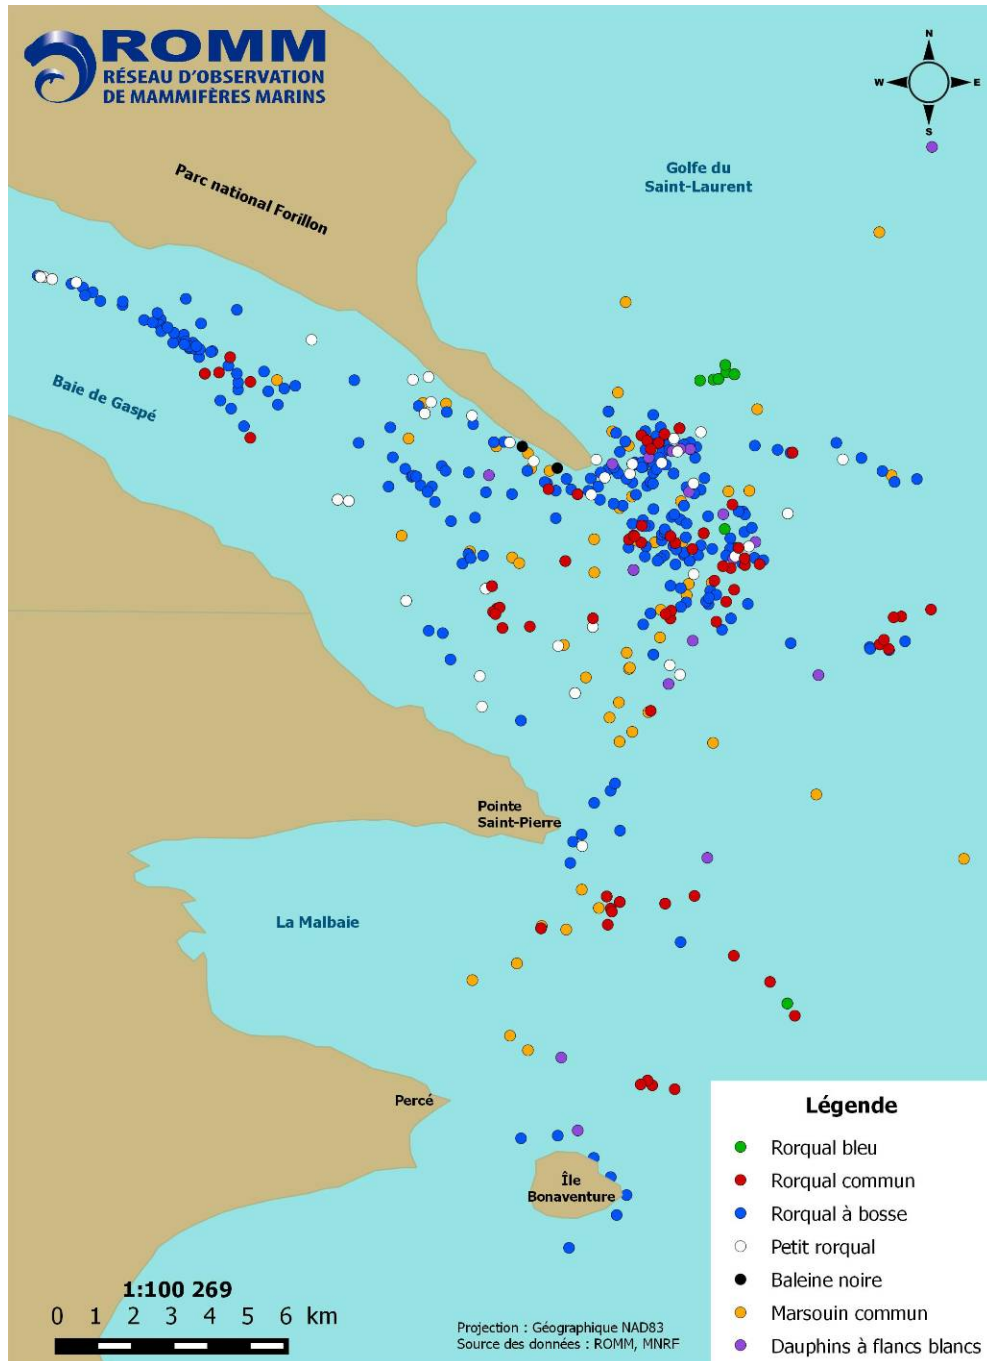 ROMM
RÉSEAU D'OBSERVATION
DE MAMMIFÈRES MARINS
N
W
E
S
Golfe du
Saint-Laurent
Parc national Forillon
Baie de Gaspé
Pointe
Saint-Pierre
La Malbaie
Percé
Île
Bonaventure
Légende
Rorqual bleu
Rorqual commun
Rorqual à bosse
Petit rorqual
Baleine noire
Marsouin commun
Dauphins à flancs blancs
1:100 269
0 1 2 3 4 5 6 km
Projection : Géographique NAD83
Source des données : ROMM, MNRF